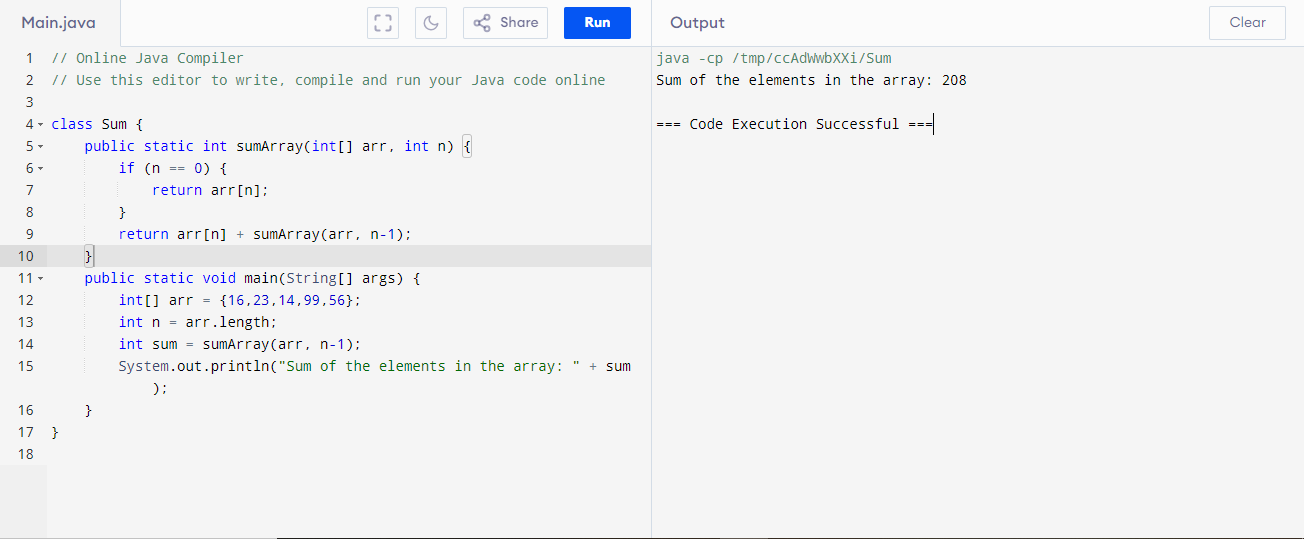 Main.java
Share
Run
Output
Clear
1 // Online Java Compiler
2 // Use this editor to write, compile and run your Java code online
3
4 class Sum {
5 public static int sumArray(int[] arr, int n) {
6 if (n == 0) {
7 return arr[n];
8 }
9 return arr[n] + sumArray(arr, n-1);
10 }
11 public static void main(String[] args) {
12 int[] arr = {16,23,14,99,56};
13 int n = arr.length;
14 int sum = sumArray(arr, n-1);
15 System.out.println("Sum of the elements in the array: " + sum
);
16 }
17 }
18
java -cp /tmp/ccAdWwbXXi/Sum
Sum of the elements in the array: 208
=== Code Execution Successful ===